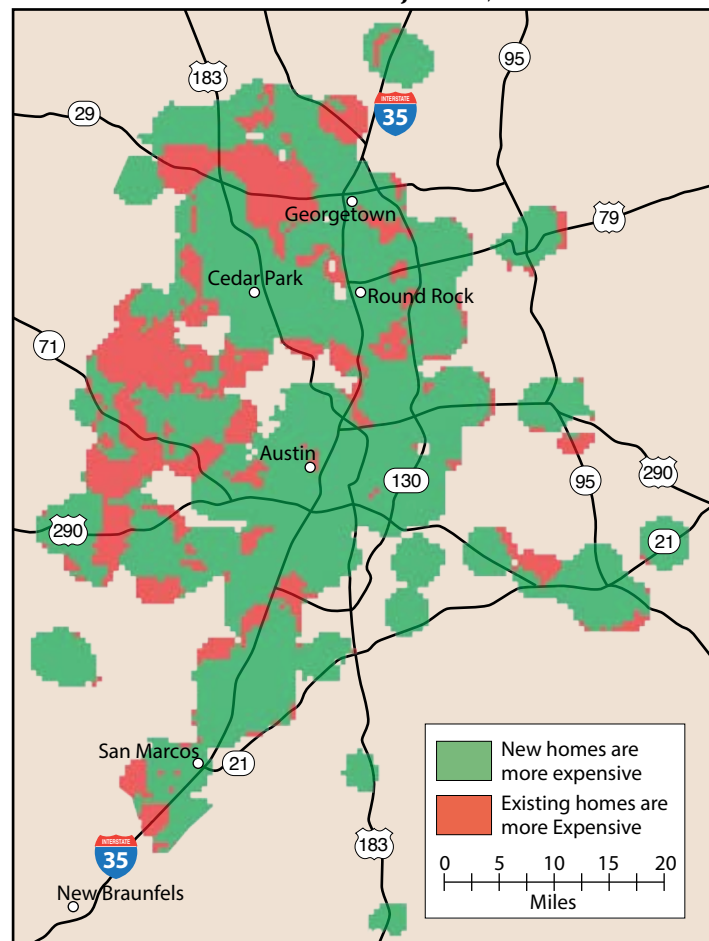 95
183
INTERSTATE
35
29
79
Georgetown
Cedar Park
Round Rock
71
Austin
130
290
95
290
21
San Marcos
21
New homes are
more expensive
Existing homes are
more Expensive
0 5 10 15 20
Miles
183
INTERSTATE
35
New Braunfels